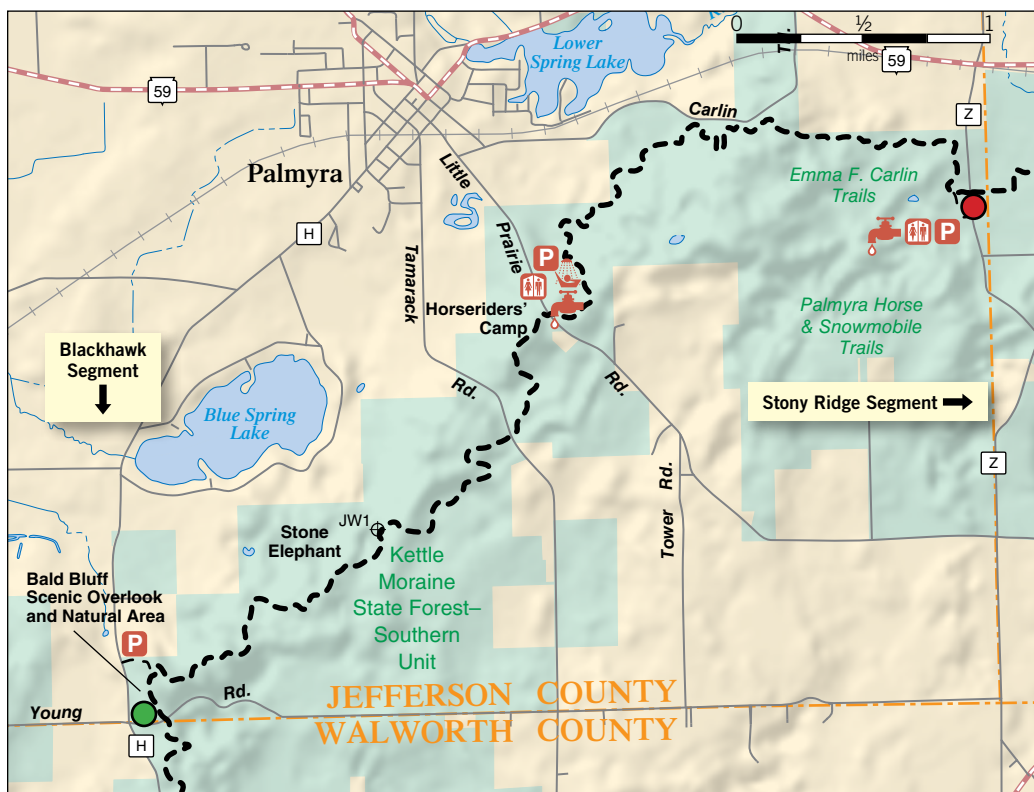 0 ½ 1
miles
59
Lower
Spring Lake
59
Carlin
Z
Palmyra
Little
Prairie
Emma F. Carlin
Trails
H
Tamarack
P
P
Horseriders'
Camp
Palmyra Horse
& Snowmobile
Trails
Blackhawk
Segment
Rd.
Rd.
Stony Ridge Segment
Blue Spring
Lake
Z
Tower Rd.
JW1
Stone
Elephant
Kettle
Moraine
State Forest–
Southern
Unit
Bald Bluff
Scenic Overlook
and Natural Area
P
Rd.
JEFFERSON COUNTY
Young
WALWORTH COUNTY
H